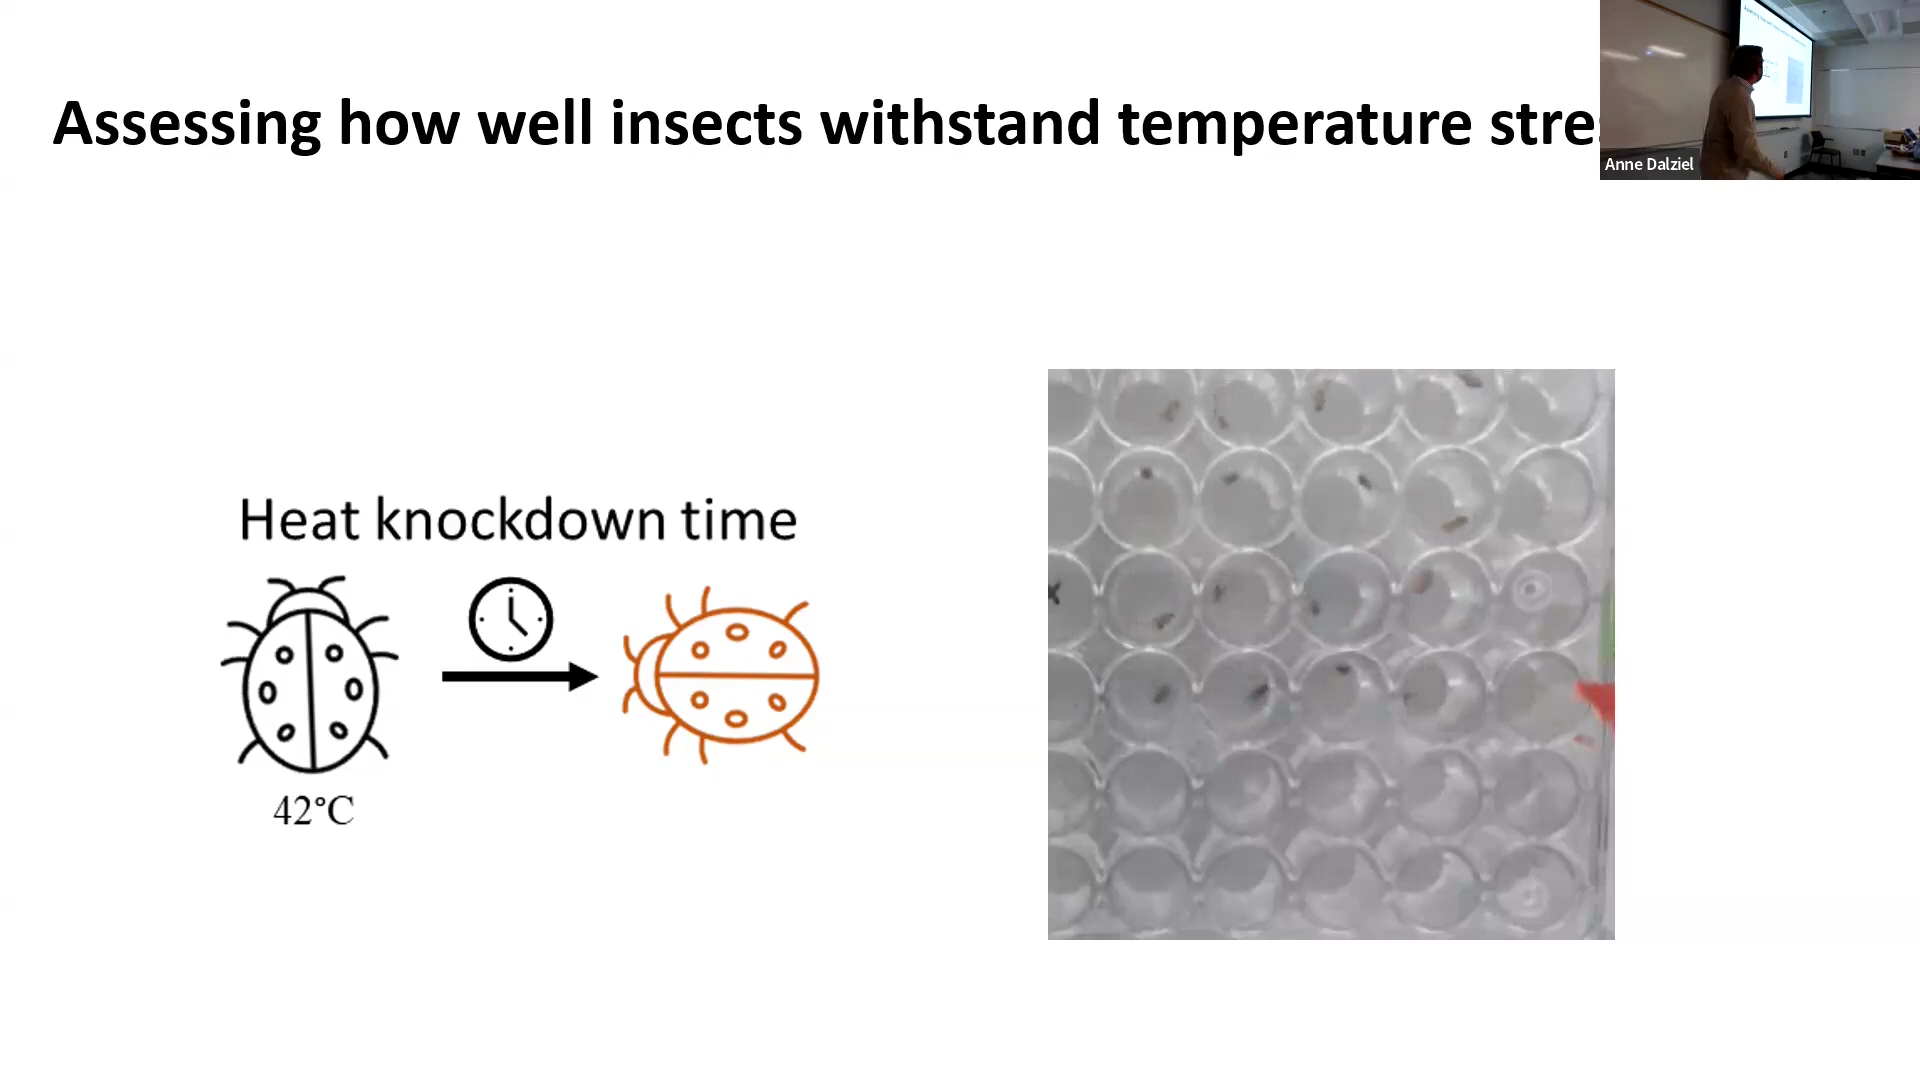 Assessing how well insects withstand temperature stre
Anne Dalziel
Heat knockdown time
42°C